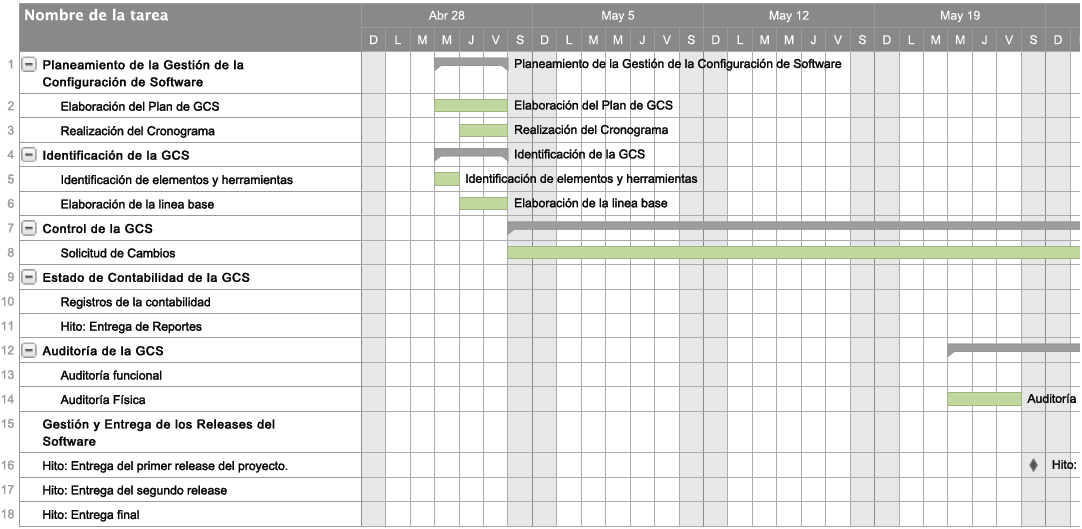 Nombre de la tarea
Abr 28 May 5 May 12 May 19
D L M M J V S D L M M J V S D L M M J V S D L M M J V S D L
1 Planeamiento de la Gestión de la
Configuración de Software
Planeamiento de la Gestión de la Configuración de Software
2 Elaboración del Plan de GCS Elaboración del Plan de GCS
3 Realización del Cronograma Realización del Cronograma
4 Identificación de la GCS Identificación de la GCS
5 Identificación de elementos y herramientas Identificación de elementos y herramientas
6 Elaboración de la linea base Elaboración de la linea base
7 Control de la GCS
8 Solicitud de Cambios
9 Estado de Contabilidad de la GCS
10 Registros de la contabilidad
11 Hito: Entrega de Reportes
12 Auditoría de la GCS
13 Auditoría funcional
14 Auditoría Física Auditoría
15 Gestión y Entrega de los Releases del
Software
16 Hito: Entrega del primer release del proyecto. Hito:
17 Hito: Entrega del segundo release
18 Hito: Entrega final